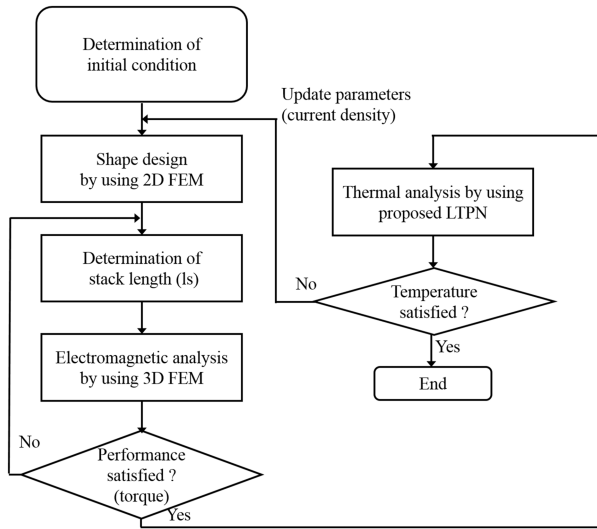 Determination of
initial condition
Update parameters
(current density)
Shape design
by using 2D FEM
Determination of
stack length (ls)
Electromagnetic analysis
by using 3D FEM
No
Performance
satisfied ?
(torque)
Yes
Thermal analysis by using
proposed LTPN
No
Temperature
satisfied ?
Yes
End